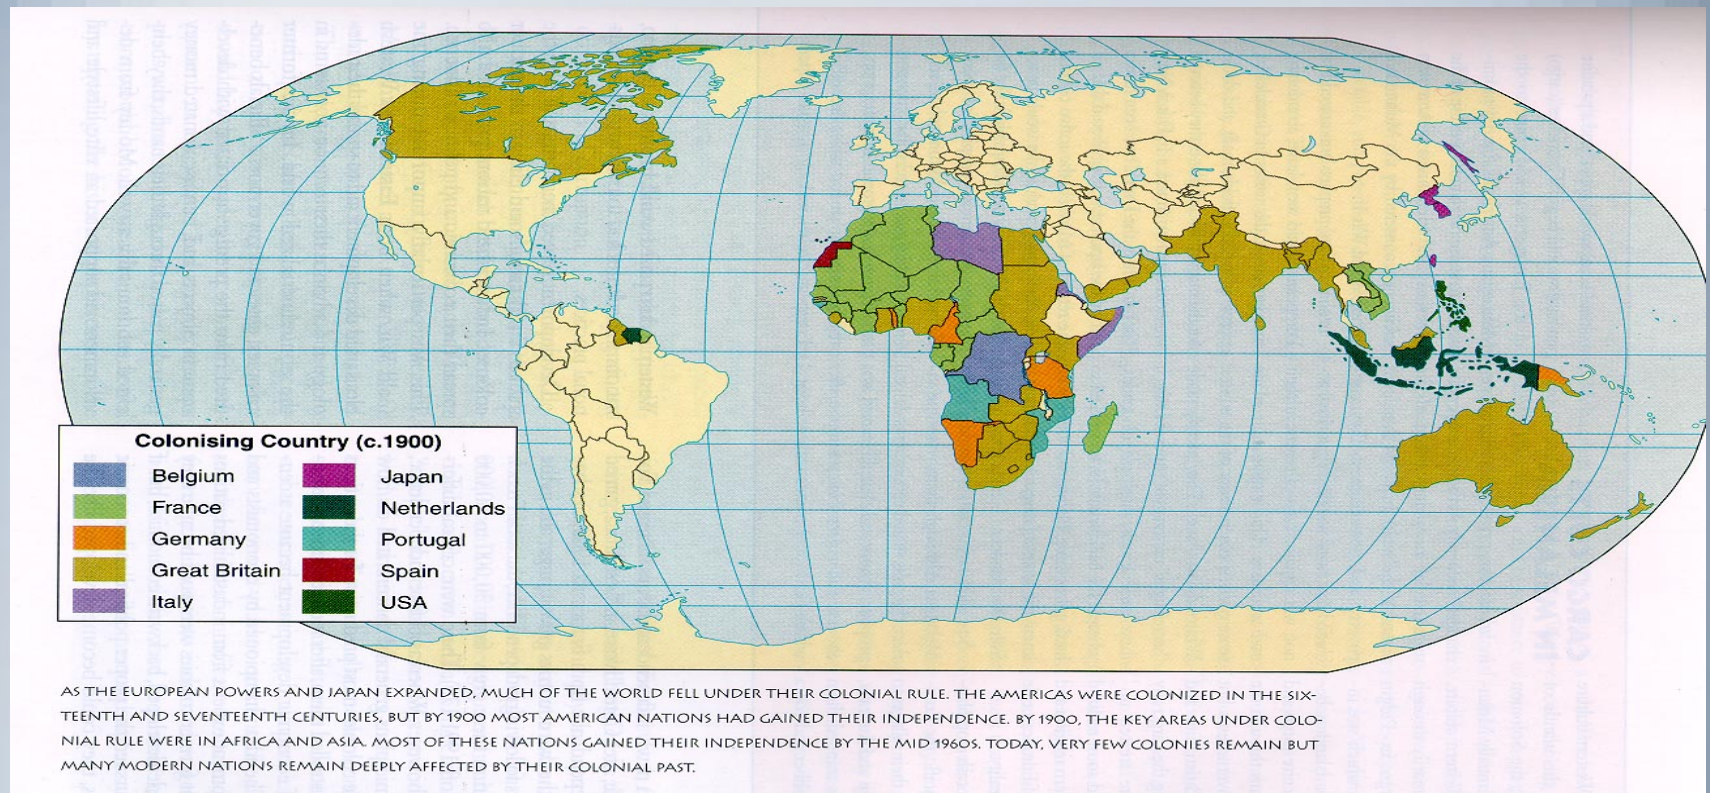 Colonising Country (c.1900)
Belgium
France
Germany
Great Britain
Italy
Japan
Netherlands
Portugal
Spain
USA
AS THE EUROPEAN POWERS AND JAPAN EXPANDED, MUCH OF THE WORLD FELL UNDER THEIR COLONIAL RULE. THE AMERICAS WERE COLONIZED IN THE SIX-
TEENTH AND SEVENTEENTH CENTURIES, BUT BY 1900 MOST AMERICAN NATIONS HAD GAINED THEIR INDEPENDENCE. BY 1900, THE KEY AREAS UNDER COLO-
NIAL RULE WERE IN AFRICA AND ASIA. MOST OF THESE NATIONS GAINED THEIR INDEPENDENCE BY THE MID 1960S. TODAY, VERY FEW COLONIES REMAIN BUT
MANY MODERN NATIONS REMAIN DEEPLY AFFECTED BY THEIR COLONIAL PAST.